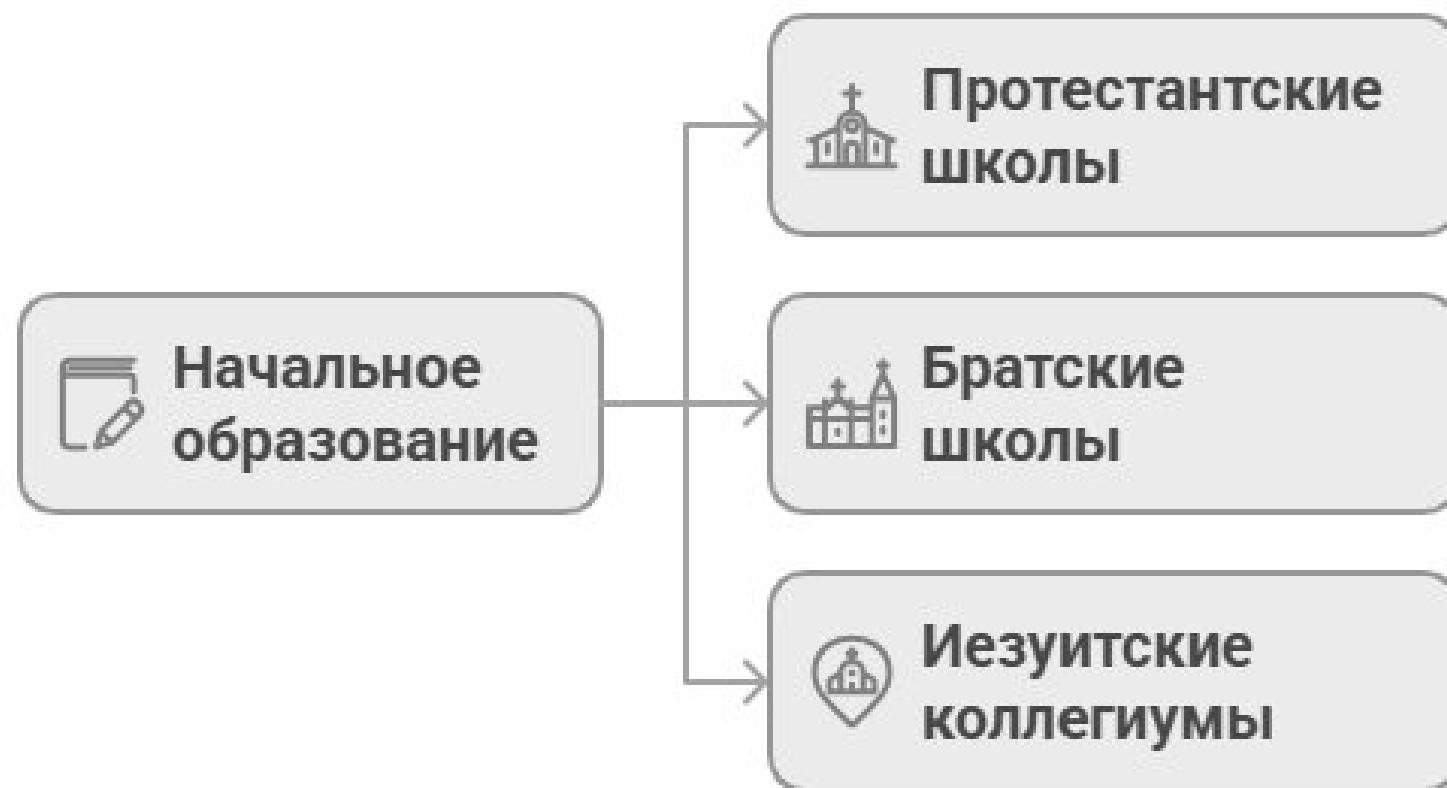 Протестантские
школы
Начальное
образование
Братские
школы
Иезуитские
коллегиумы